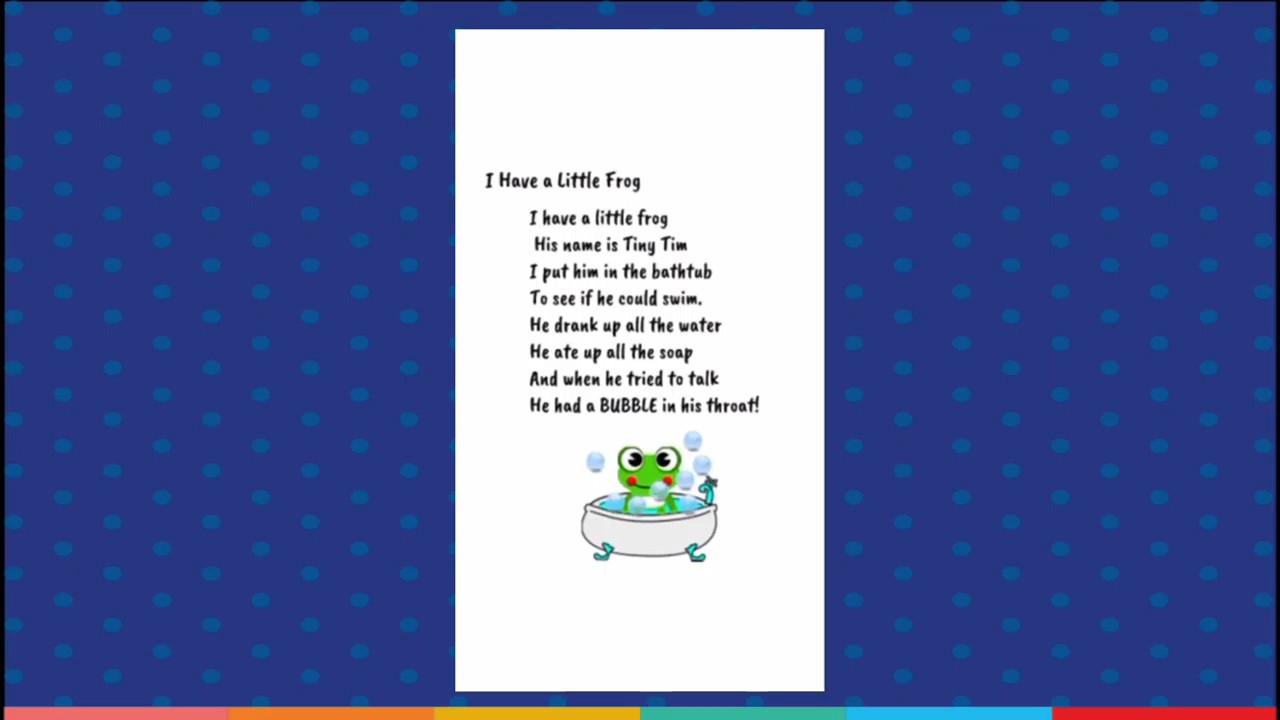 I Have a Little Frog
I have a little frog
His name is Tiny Tim
I put him in the bathtub
To see if he could swim.
He drank up all the water
He ate up all the soap
And when he tried to talk
He had a BUBBLE in his throat!